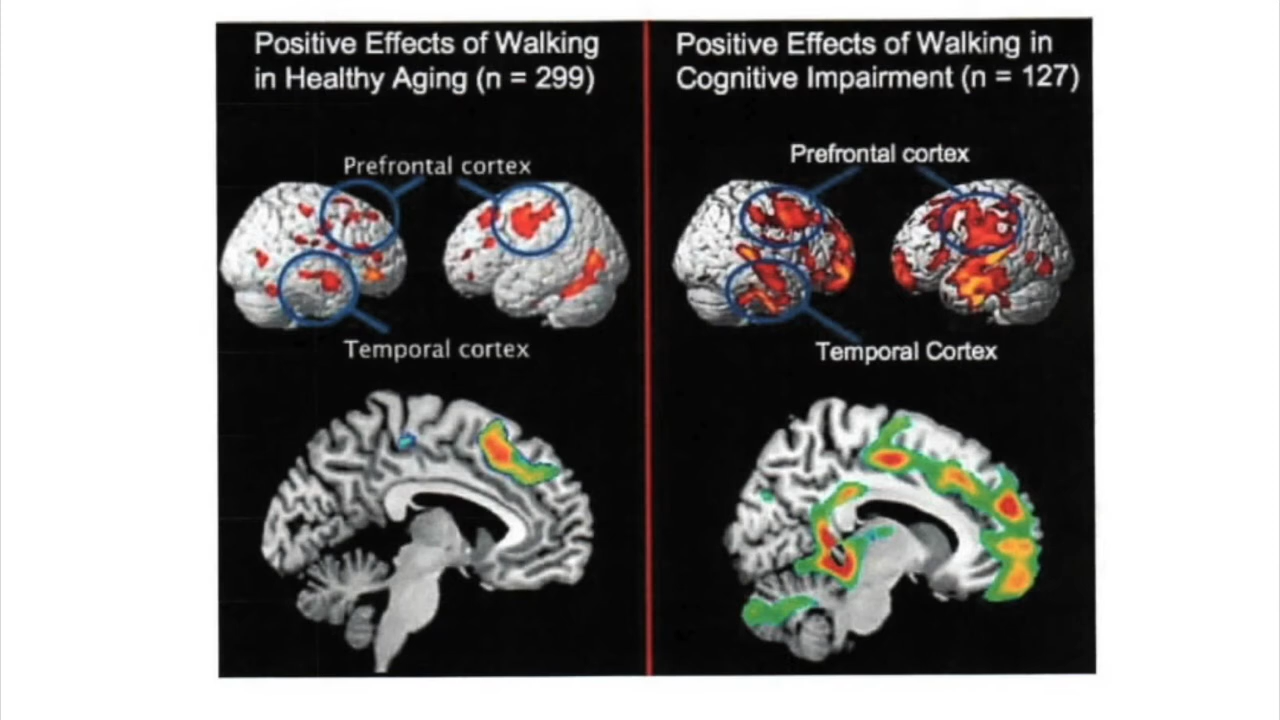 Positive Effects of Walking
in Healthy Aging (n = 299)
Prefrontal cortex
Temporal cortex
Positive Effects of Walking in
Cognitive Impairment (n = 127)
Prefrontal cortex
Temporal Cortex